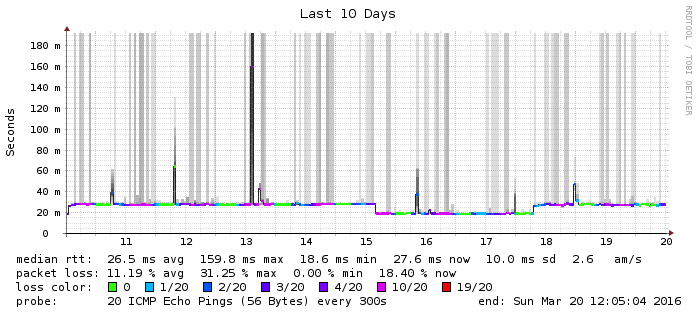 Last 10 Days
RRDTOOL / TOBI OETIKER
Seconds
180 m
160 m
140 m
120 m
100 m
80 m
60 m
40 m
20 m
0
11 12 13 14 15 16 17 18 19 20
median rtt: 26.5 ms avg 159.8 ms max 18.6 ms min 27.6 ms now 10.0 ms sd 2.6 am/s
packet loss: 11.19 % avg 31.25 % max 0.00 % min 18.40 % now
loss color: 0 1/20 2/20 3/20 4/20 10/20 19/20
probe: 20 ICMP Echo Pings (56 Bytes) every 300s end: Sun Mar 20 12:05:04 2016